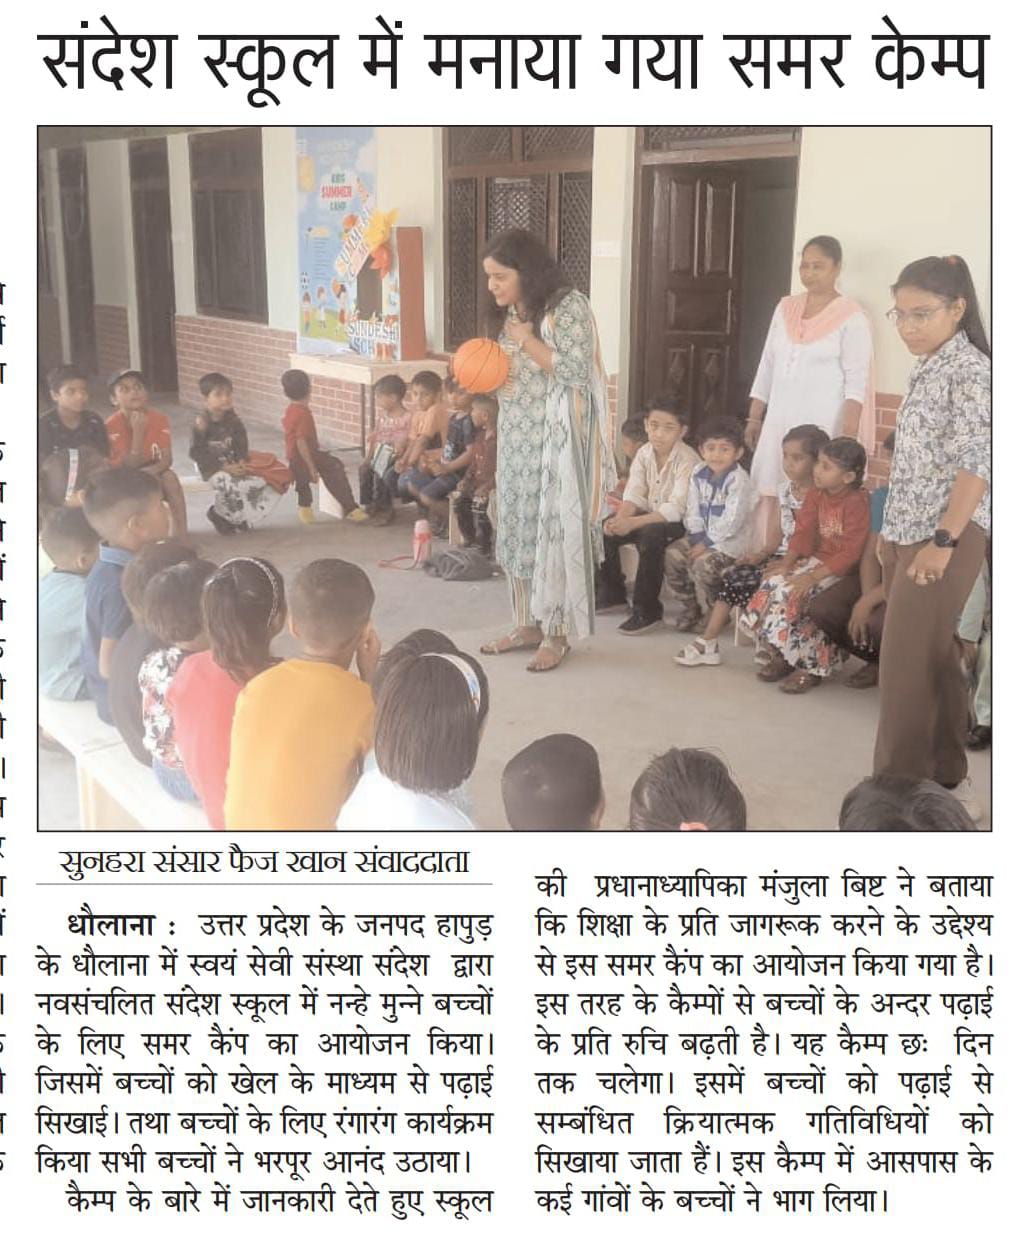 संदेश स्कूल में मनाया गया समर केम्प
KIDS
SUMMER
CAMP
SUMMER
SUNDESH
सुनहरा संसार फैज खान संवाददाता
धौलाना : उत्तर प्रदेश के जनपद हापुड़
के धौलाना में स्वयं सेवी संस्था संदेश द्वारा
नवसंचलित संदेश स्कूल में नन्हे मुन्ने बच्चों
के लिए समर कैंप का आयोजन किया।
जिसमें बच्चों को खेल के माध्यम से पढ़ाई
सिखाई। तथा बच्चों के लिए रंगारंग कार्यक्रम
किया सभी बच्चों ने भरपूर आनंद उठाया।
कैम्प के बारे में जानकारी देते हुए स्कूल
की प्रधानाध्यापिका मंजुला बिष्ट ने बताया
कि शिक्षा के प्रति जागरूक करने के उद्देश्य
से इस समर कैंप का आयोजन किया गया है।
इस तरह के कैम्पों से बच्चों के अन्दर पढ़ाई
के प्रति रुचि बढ़ती है। यह कैम्प छः दिन
तक चलेगा। इसमें बच्चों को पढ़ाई से
सम्बंधित क्रियात्मक गतिविधियों को
सिखाया जाता हैं। इस कैम्प में आसपास के
कई गांवों के बच्चों ने भाग लिया।